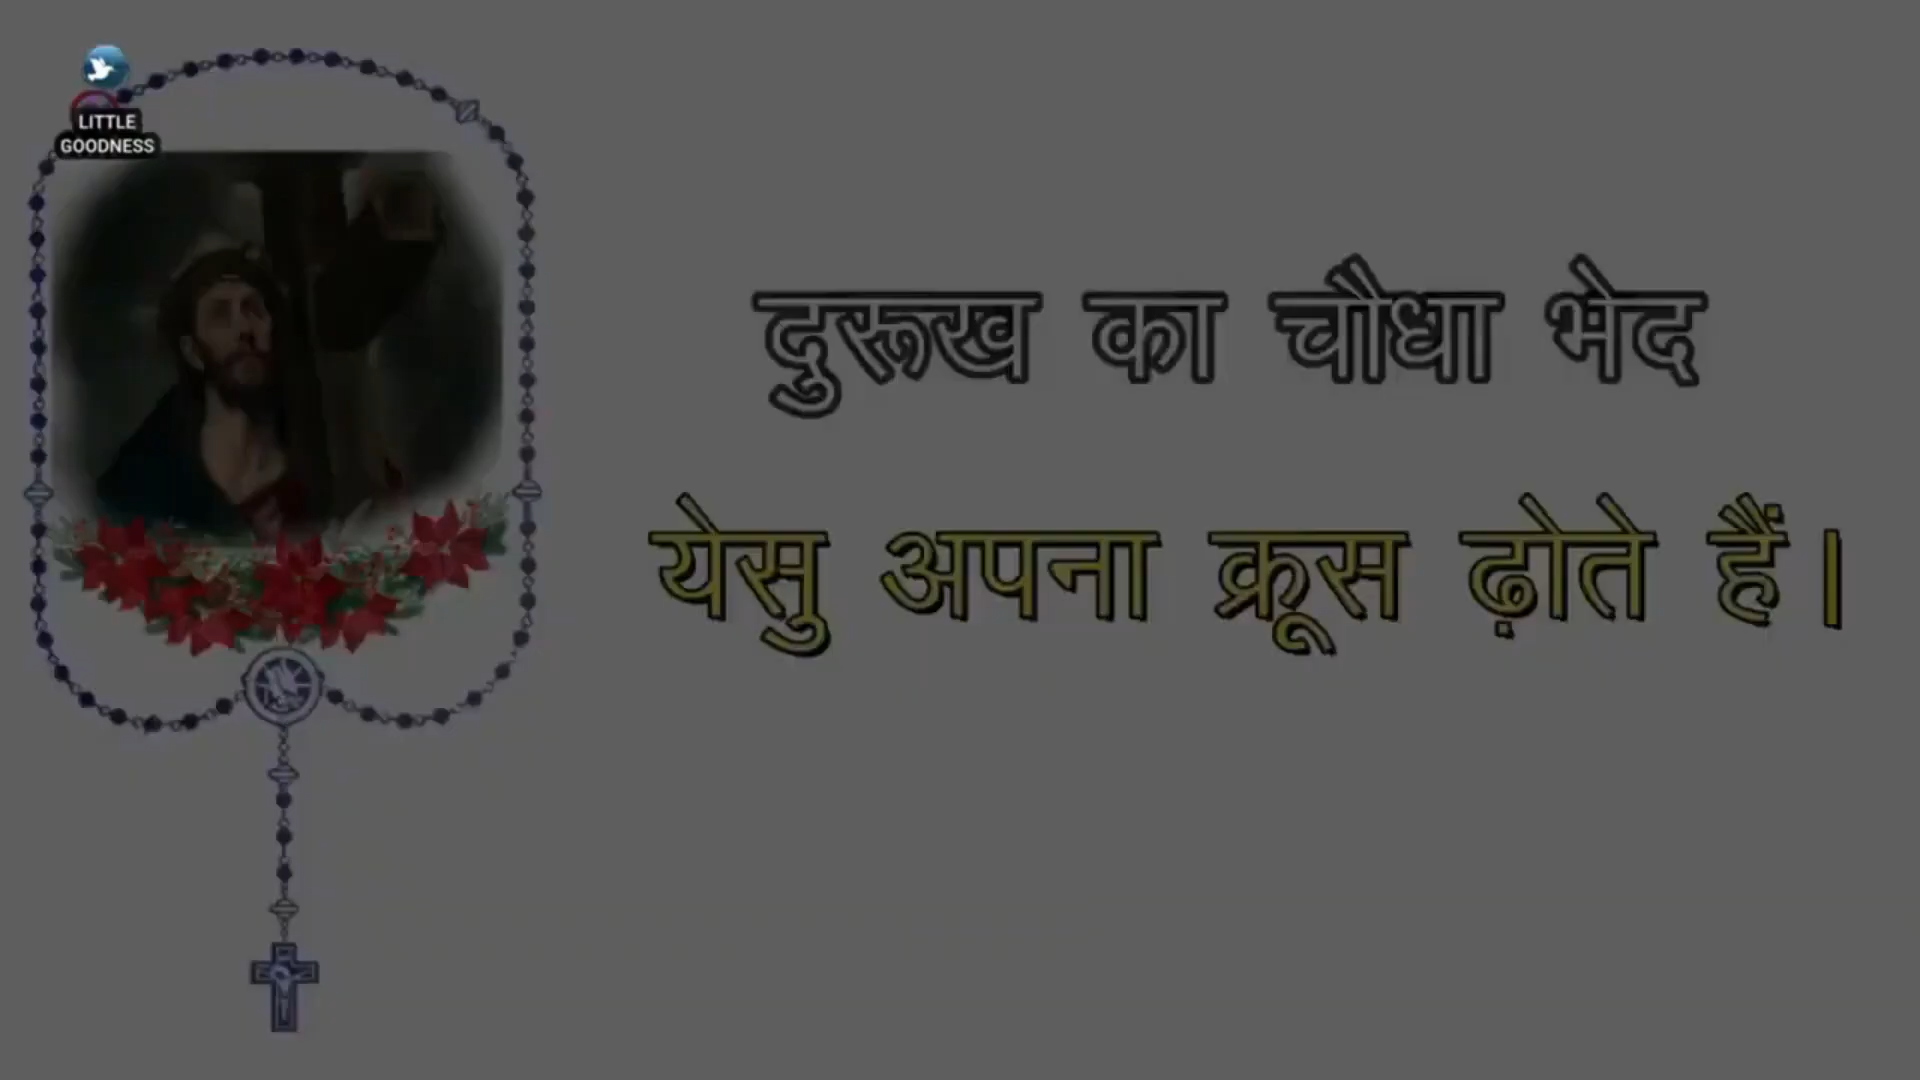 LITTLE
GOODNESS
दुरूख का चौधा भेद
येसु अपना क्रूस ढ़ोते हैं।